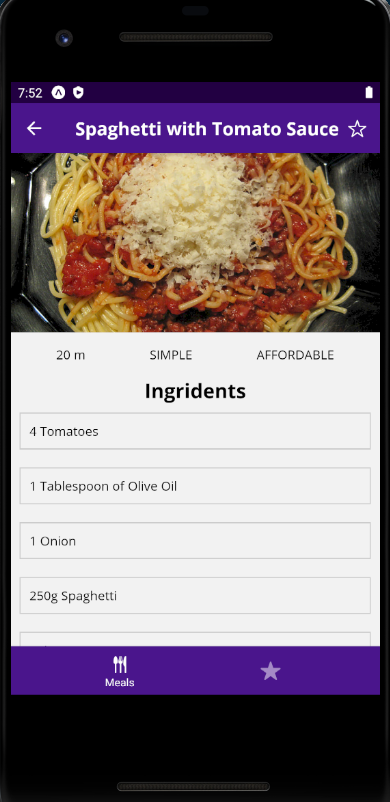 7:52
Spaghetti with Tomato Sauce
20 m SIMPLE AFFORDABLE
Ingridents
4 Tomatoes
1 Tablespoon of Olive Oil
1 Onion
250g Spaghetti
Meals